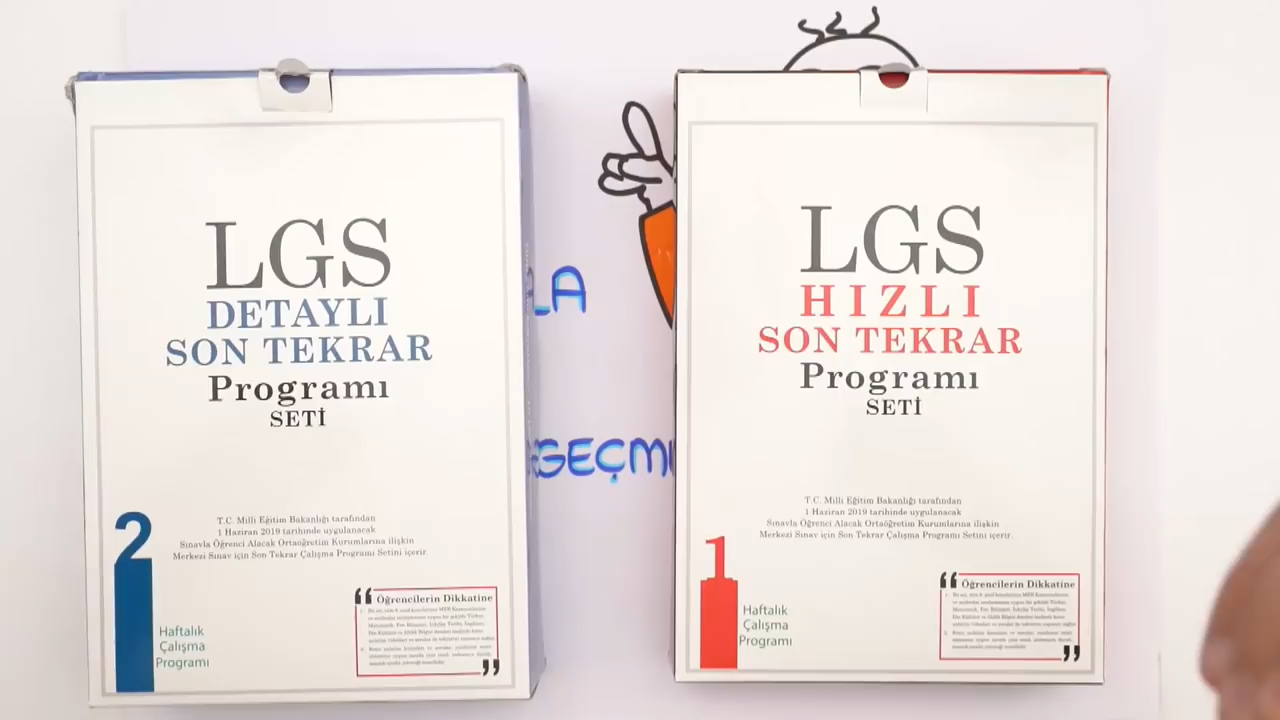 LGS
DETAYLI
SON TEKRAR
Programı
SETİ
T.C. Milli Eğitim Bakanlığı tarafından
1 Haziran 2019 tarihinde uygulanacak
Sınavla Öğrenci Alacak Ortaöğretim Kurumlarına ilişkin
Merkezi Sınav için Son Tekrar Çalışma Programı Setini içerir.
2
Haftalık
Çalışma
Programı
Öğrencilerin Dikkatine
LA
GEÇMİ
LGS
HIZLI
SON TEKRAR
Programı
SETİ
T.C. Milli Eğitim Bakanlığı tarafından
1 Haziran 2019 tarihinde uygulanacak
Sınavla Öğrenci Alacak Ortaöğretim Kurumlarına ilişkin
Merkezi Sınav için Son Tekrar Çalışma Programı Setini içerir.
1
Haftalık
Çalışma
Programı
Öğrencilerin Dikkatine